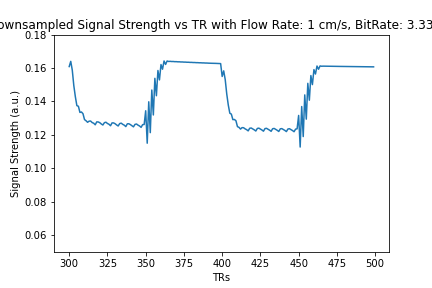 ownsampled Signal Strength vs TR with Flow Rate: 1 cm/s, BitRate: 3.33
0.18
0.16
0.14
0.12
0.10
0.08
0.06
Signal Strength (a.u.)
300 325 350 375 400 425 450 475 500
TRs